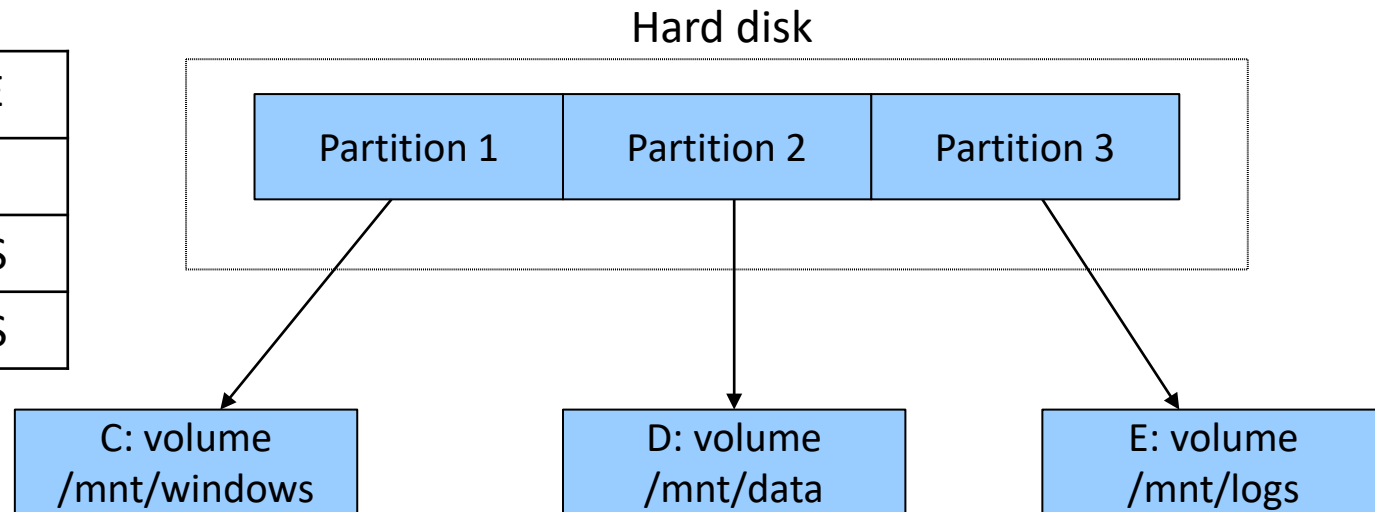 Hard disk
E
S
S
Partition 1
Partition 2
Partition 3
C: volume
/mnt/windows
D: volume
/mnt/data
E: volume
/mnt/logs